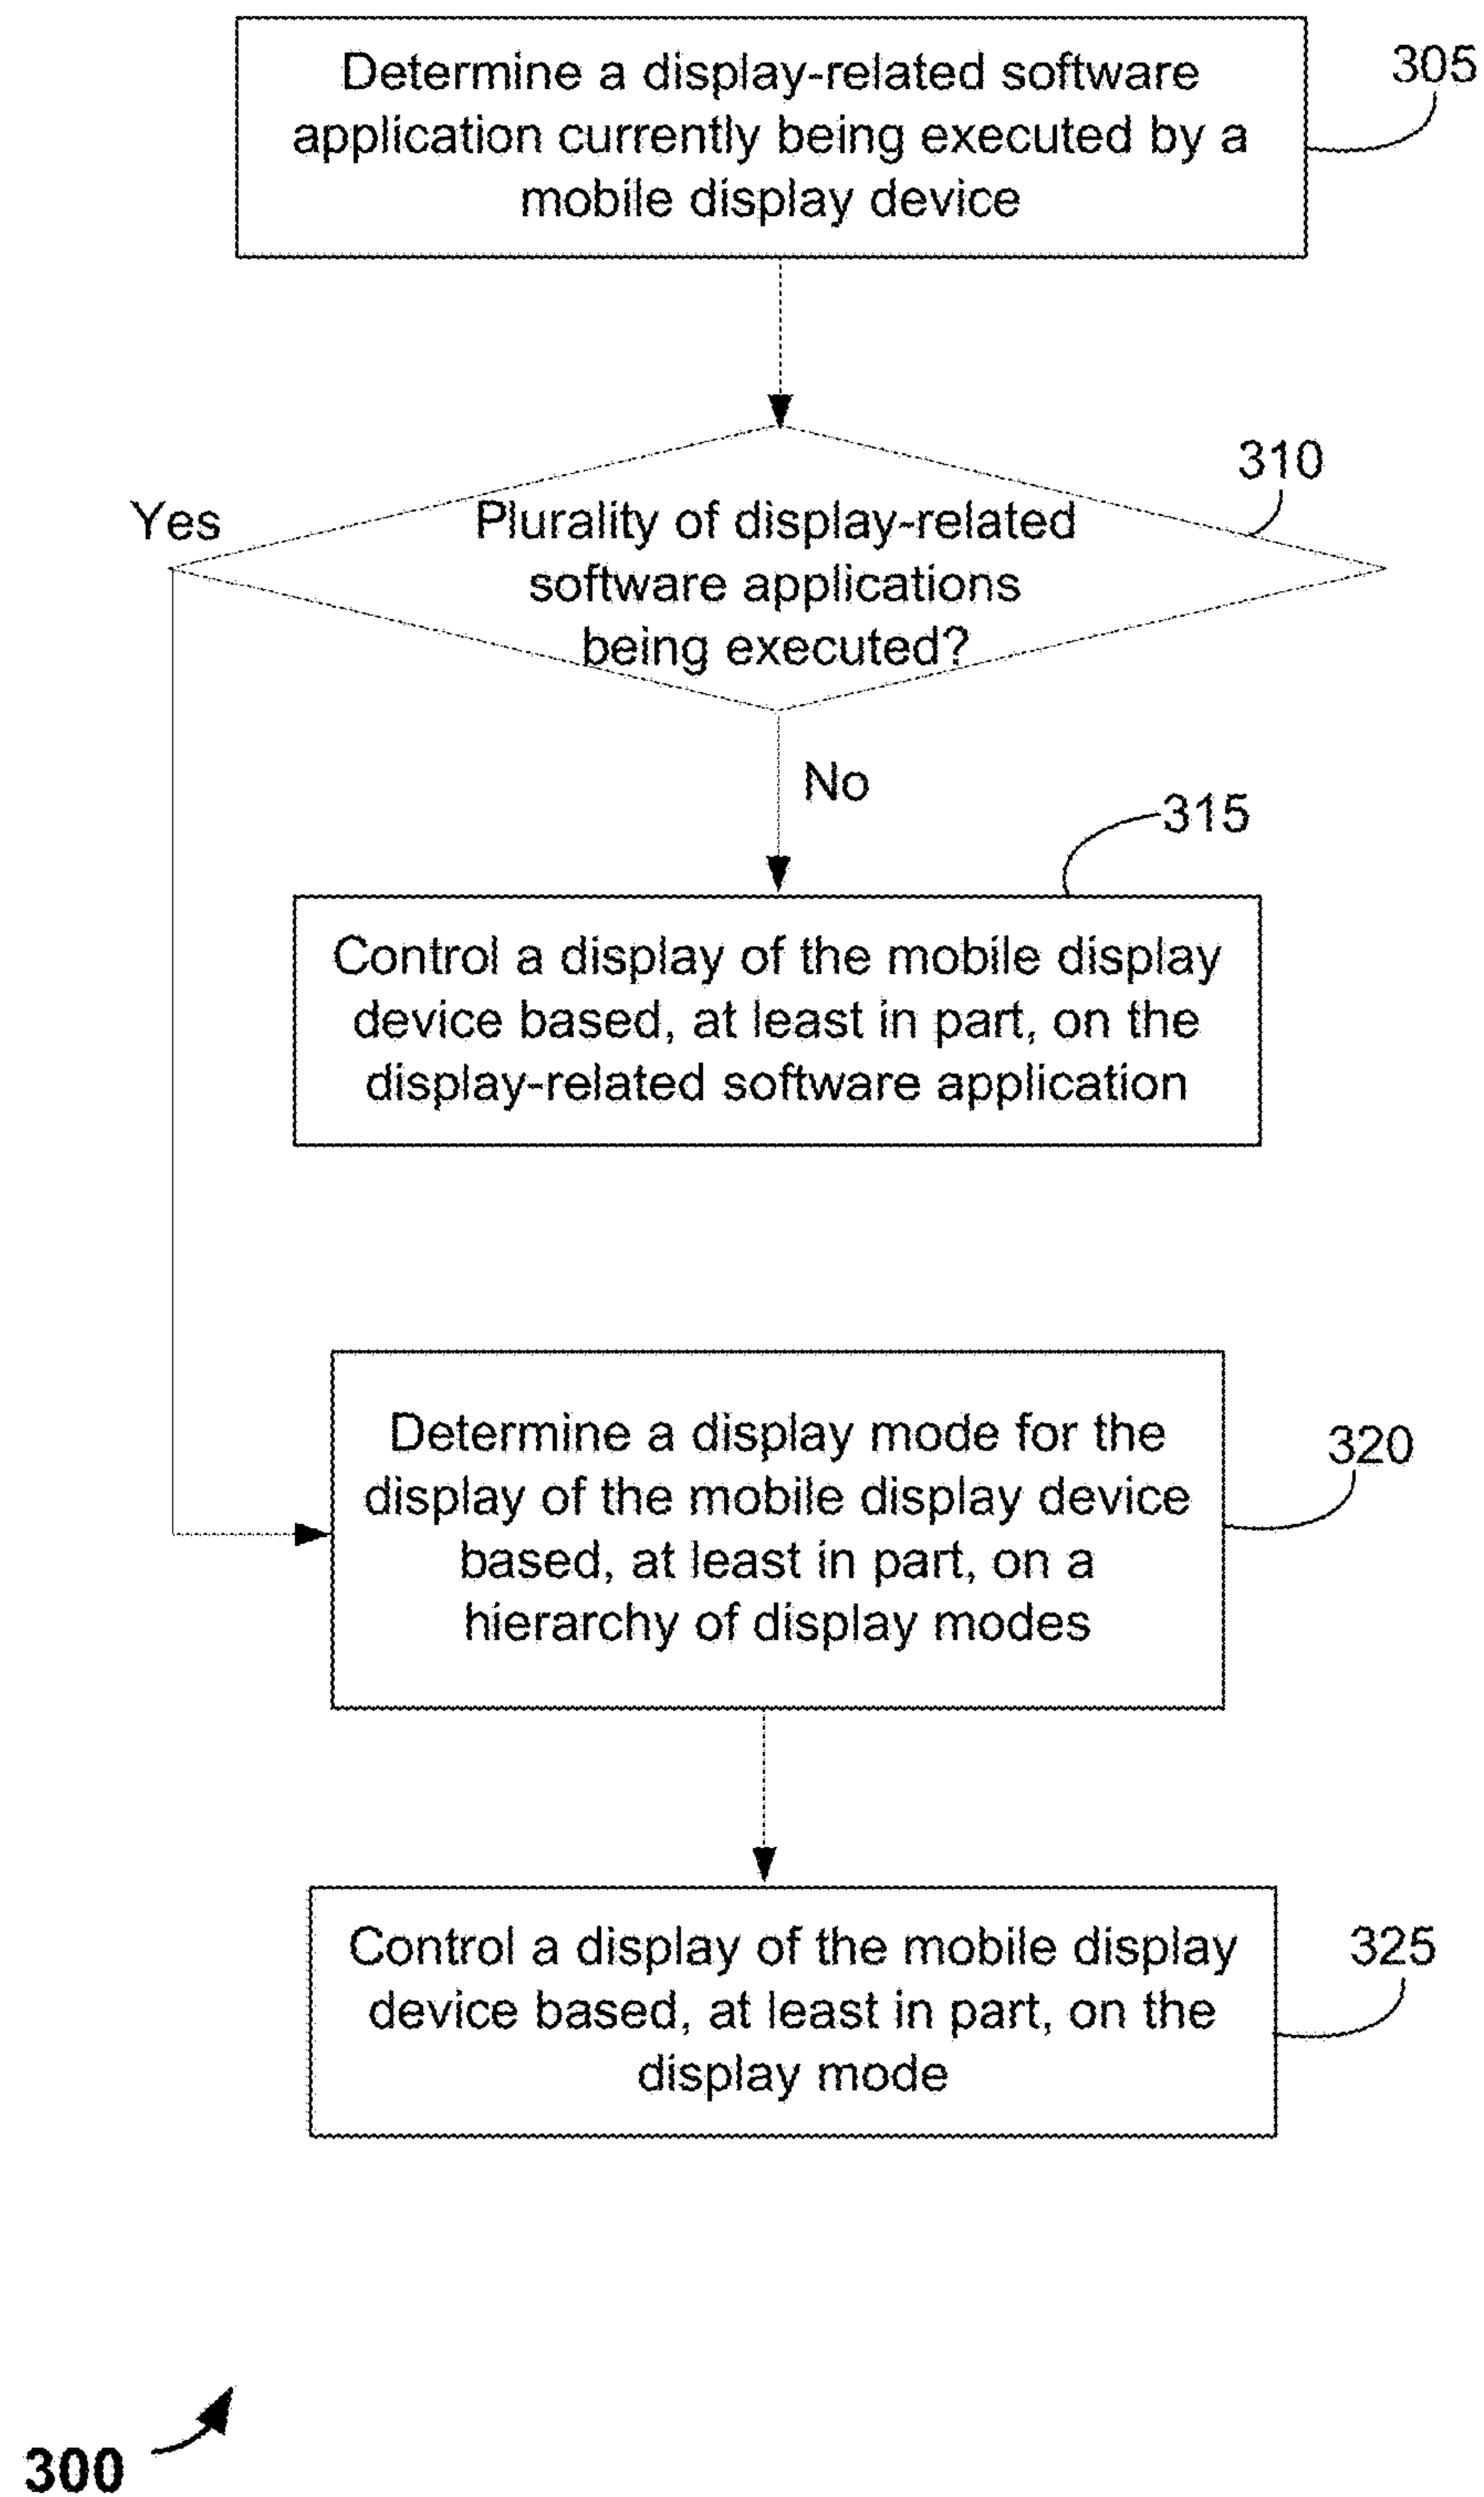 Determine a display-related software
application currently being executed by a
mobile display device
305
310
Yes
Plurality of display-related
software applications
being executed?
No
315
Control a display of the mobile display
device based, at least in part, on the
display-related software application
Determine a display mode for the
display of the mobile display device
based, at least in part, on a
hierarchy of display modes
320
Control a display of the mobile display
device based, at least in part, on the
display mode
325
300